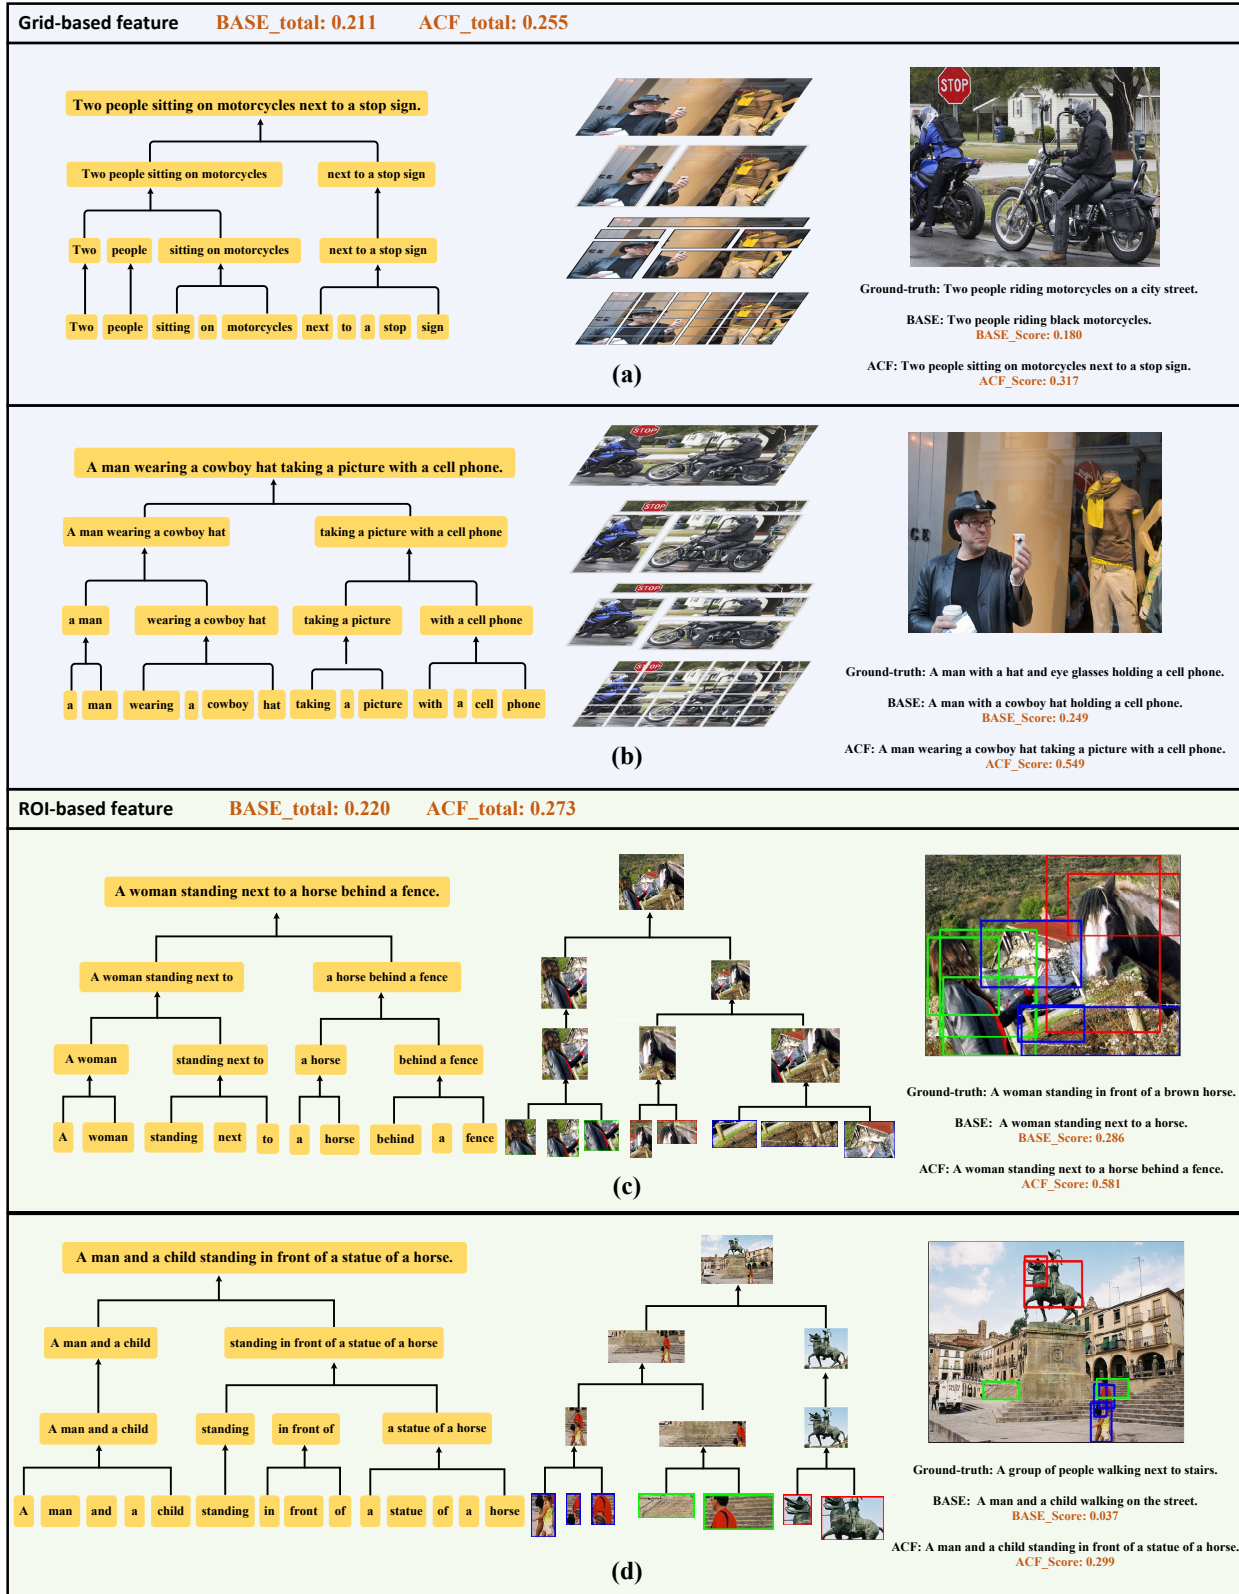 Grid-based feature BASE_total: 0.211 ACF_total: 0.255
Two people sitting on motorcycles next to a stop sign.
Two people sitting on motorcycles next to a stop sign
Two people sitting on motorcycles next to a stop sign
Two people sitting on motorcycles next to a stop sign
STOP
Ground-truth: Two people riding motorcycles on a city street.
BASE: Two people riding black motorcycles.
BASE_Score: 0.180
ACF: Two people sitting on motorcycles next to a stop sign.
ACF_Score: 0.317
(a)
A man wearing a cowboy hat taking a picture with a cell phone.
A man wearing a cowboy hat taking a picture with a cell phone
a man wearing a cowboy hat taking a picture with a cell phone
a man wearing a cowboy hat taking a picture with a cell phone
STOP
STOP
STOP
CE
Ground-truth: A man with a hat and eye glasses holding a cell phone.
BASE: A man with a cowboy hat holding a cell phone.
BASE_Score: 0.249
ACF: A man wearing a cowboy hat taking a picture with a cell phone.
ACF_Score: 0.549
(b)
ROI-based feature BASE_total: 0.220 ACF_total: 0.273
A woman standing next to a horse behind a fence.
A woman standing next to a horse behind a fence
A woman standing next to a horse behind a fence
A woman standing next to a horse behind a fence
Ground-truth: A woman standing in front of a brown horse.
BASE: A woman standing next to a horse.
BASE_Score: 0.286
ACF: A woman standing next to a horse behind a fence.
ACF_Score: 0.581
(c)
A man and a child standing in front of a statue of a horse.
A man and a child standing in front of a statue of a horse
A man and a child standing in front of a statue of a horse
A man and a child standing in front of a statue of a horse
Ground-truth: A group of people walking next to stairs.
BASE: A man and a child walking on the street.
BASE_Score: 0.037
ACF: A man and a child standing in front of a statue of a horse.
ACF_Score: 0.299
(d)